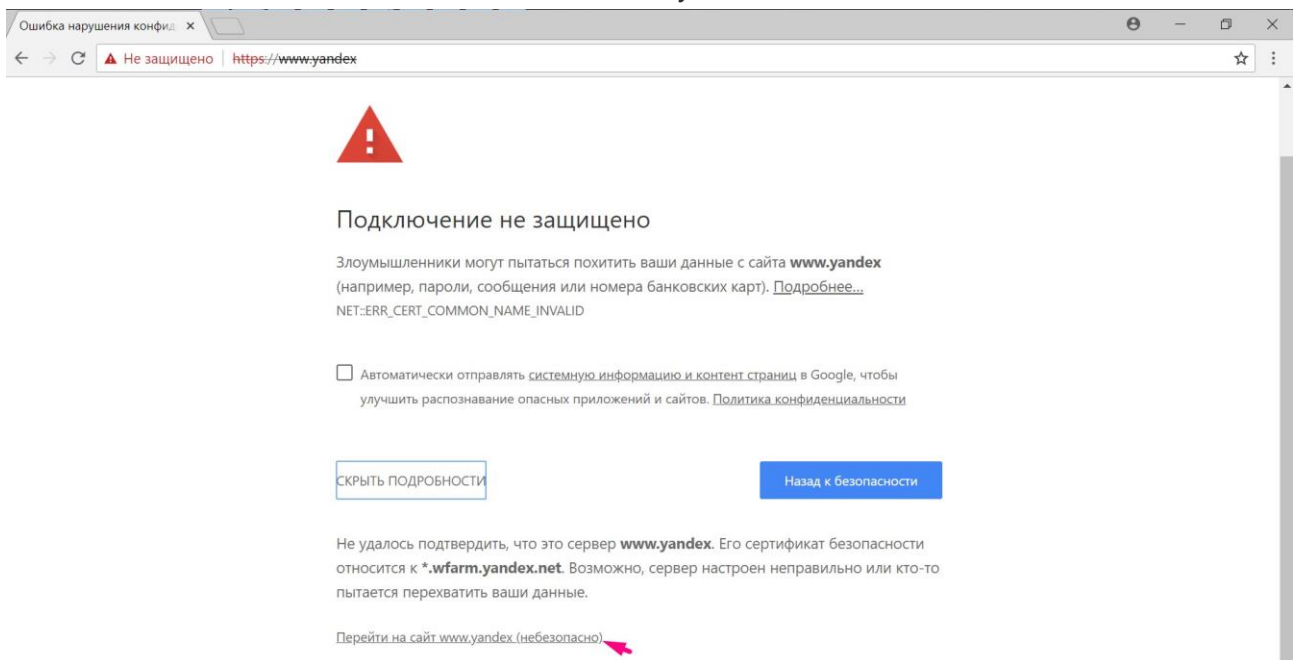 Ошибка нарушения конфид
Не защищено https://www.yandex
Подключение не защищено
Злоумышленники могут пытаться похитить ваши данные с сайта www.yandex
(например, пароли, сообщения или номера банковских карт). Подробнее...
NET::ERR_CERT_COMMON_NAME_INVALID
Автоматически отправлять системную информацию и контент страниц в Google, чтобы
улучшить распознавание опасных приложений и сайтов. Политика конфиденциальности
СКРЫТЬ ПОДРОБНОСТИ Назад к безопасности
Не удалось подтвердить, что это сервер www.yandex. Его сертификат безопасности
относится к *.wfarm.yandex.net. Возможно, сервер настроен неправильно или кто-то
пытается перехватить ваши данные.
Перейти на сайт www.yandex (небезопасно)